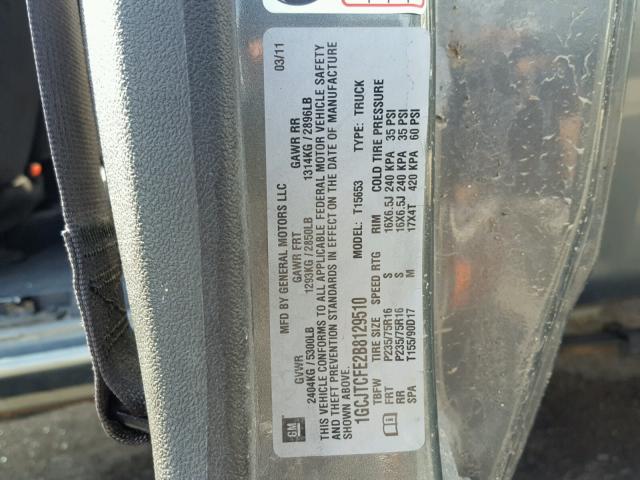 GM
MFD BY GENERAL MOTORS LLC 03/11
GVWR GAWR FRT GAWR RR
2404KG / 5300LB 1293KG / 2850LB 1314KG / 2896LB
THIS VEHICLE CONFORMS TO ALL APPLICABLE FEDERAL MOTOR VEHICLE SAFETY
AND THEFT PREVENTION STANDARDS IN EFFECT ON THE DATE OF MANUFACTURE
SHOWN ABOVE.
1GCJTCFE2B8129510 MODEL: T15653 TYPE: TRUCK
TBFW TIRE SIZE SPEED RTG RIM COLD TIRE PRESSURE
FRT P235/75R16 S 16X6.5J 240 KPA 35 PSI
RR P235/75R16 S 16X6.5J 240 KPA 35 PSI
SPA T155/90D17 M 17X4T 420 KPA 60 PSI